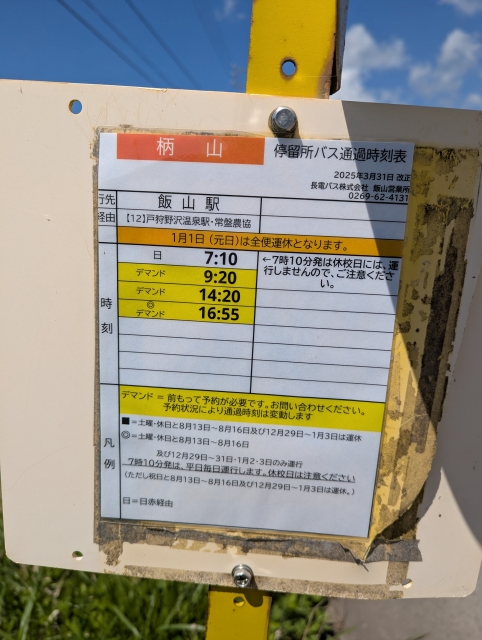 柄山
停留所バス通過時刻表
2025年3月31日 改正
長電バス株式会社 飯山営業所
0269-62-4131
行先
飯山駅
経由
【12】戸狩野沢温泉駅・常盤農協
1月1日（元日）は全便運休となります。
時刻
日 7:10
デマンド 9:20
デマンド 14:20
◎
デマンド 16:55
←7時10分発は休校日には、運
行しませんので、ご注意くださ
い。
デマンド = 前もって予約が必要です。お問い合わせください。
予約状況により通過時刻は変動します
凡例
■=土曜・休日と8月13日～8月16日及び12月29日～1月3日は運休
◎=土曜・休日と8月13日～8月16日
及び12月29日～31日・1月2・3日のみ運行
7時10分発は、平日毎日運行します。休校日は注意ください
（ただし祝日と8月13日～8月16日及び12月29日～1月3日は運休。）
日=日赤経由